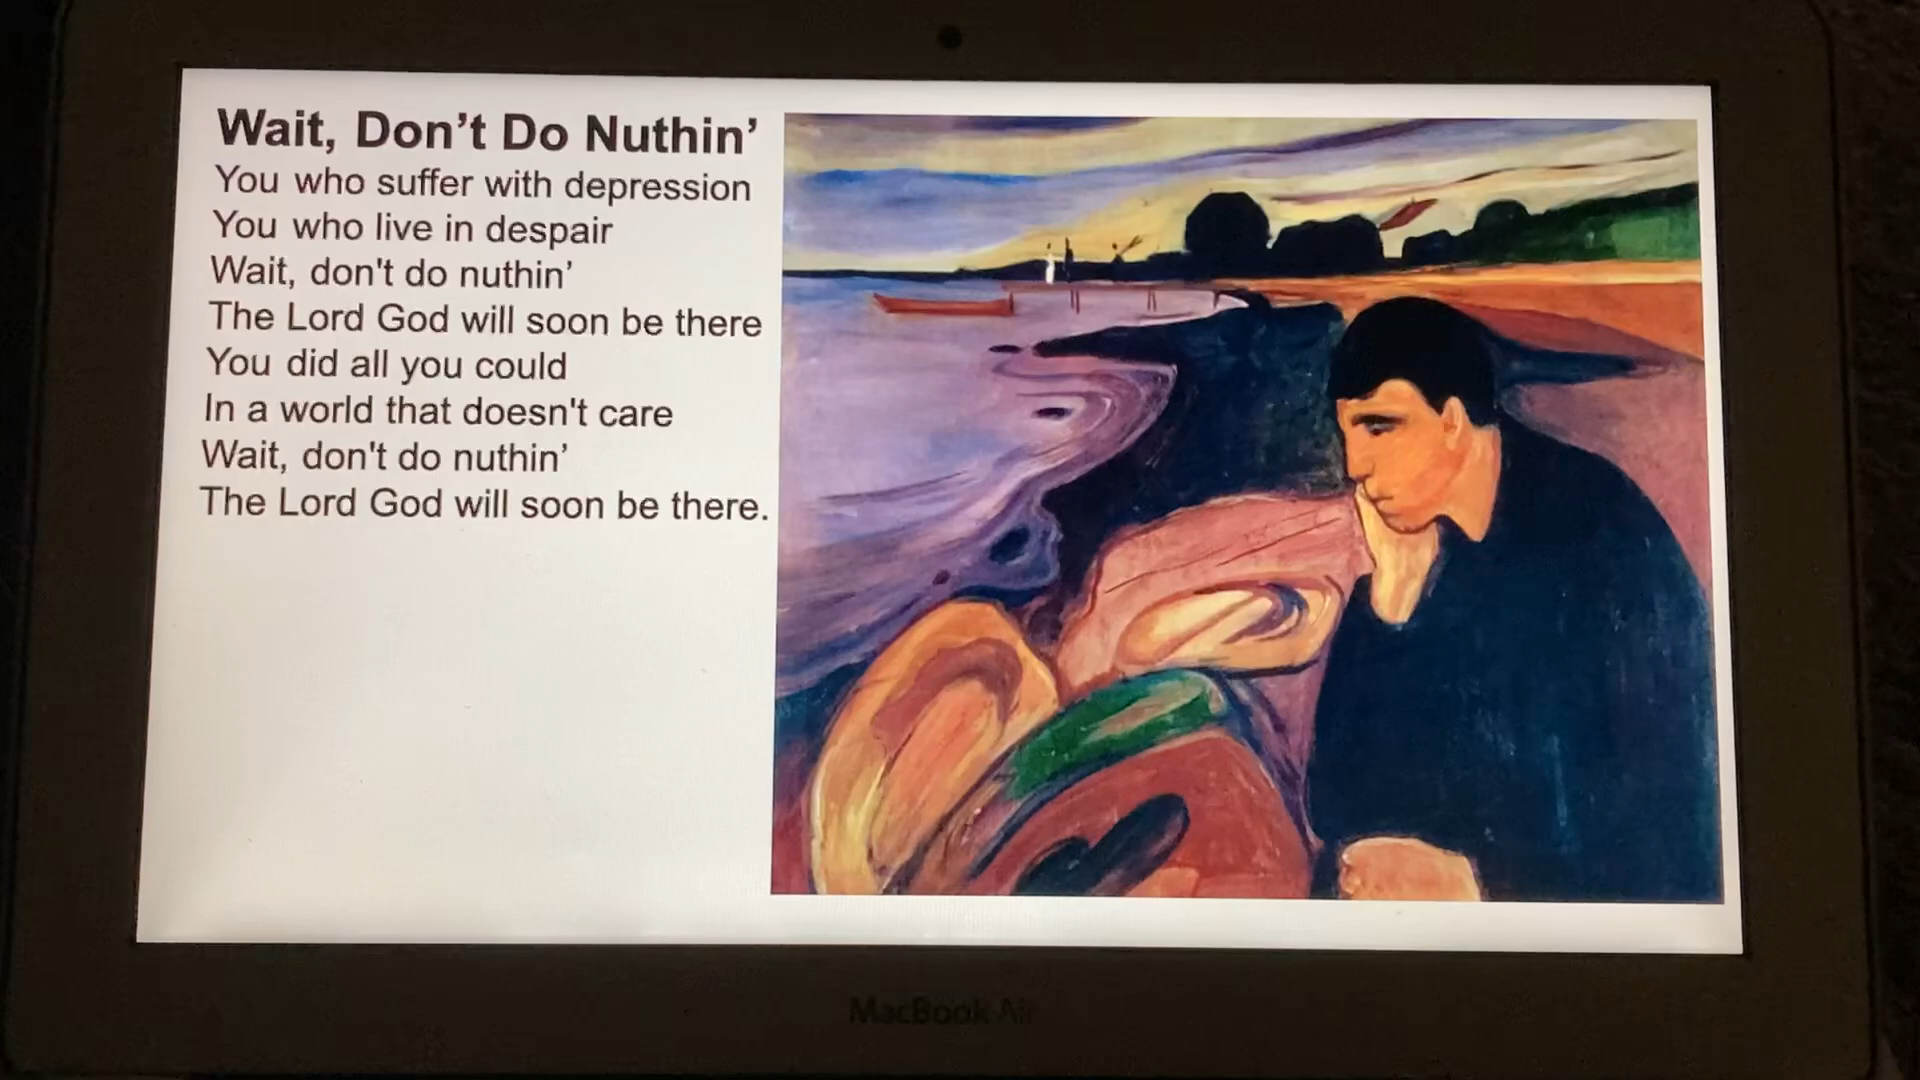 Wait, Don’t Do Nuthin’
You who suffer with depression
You who live in despair
Wait, don't do nuthin’
The Lord God will soon be there
You did all you could
In a world that doesn't care
Wait, don't do nuthin’
The Lord God will soon be there.
MacBook Air